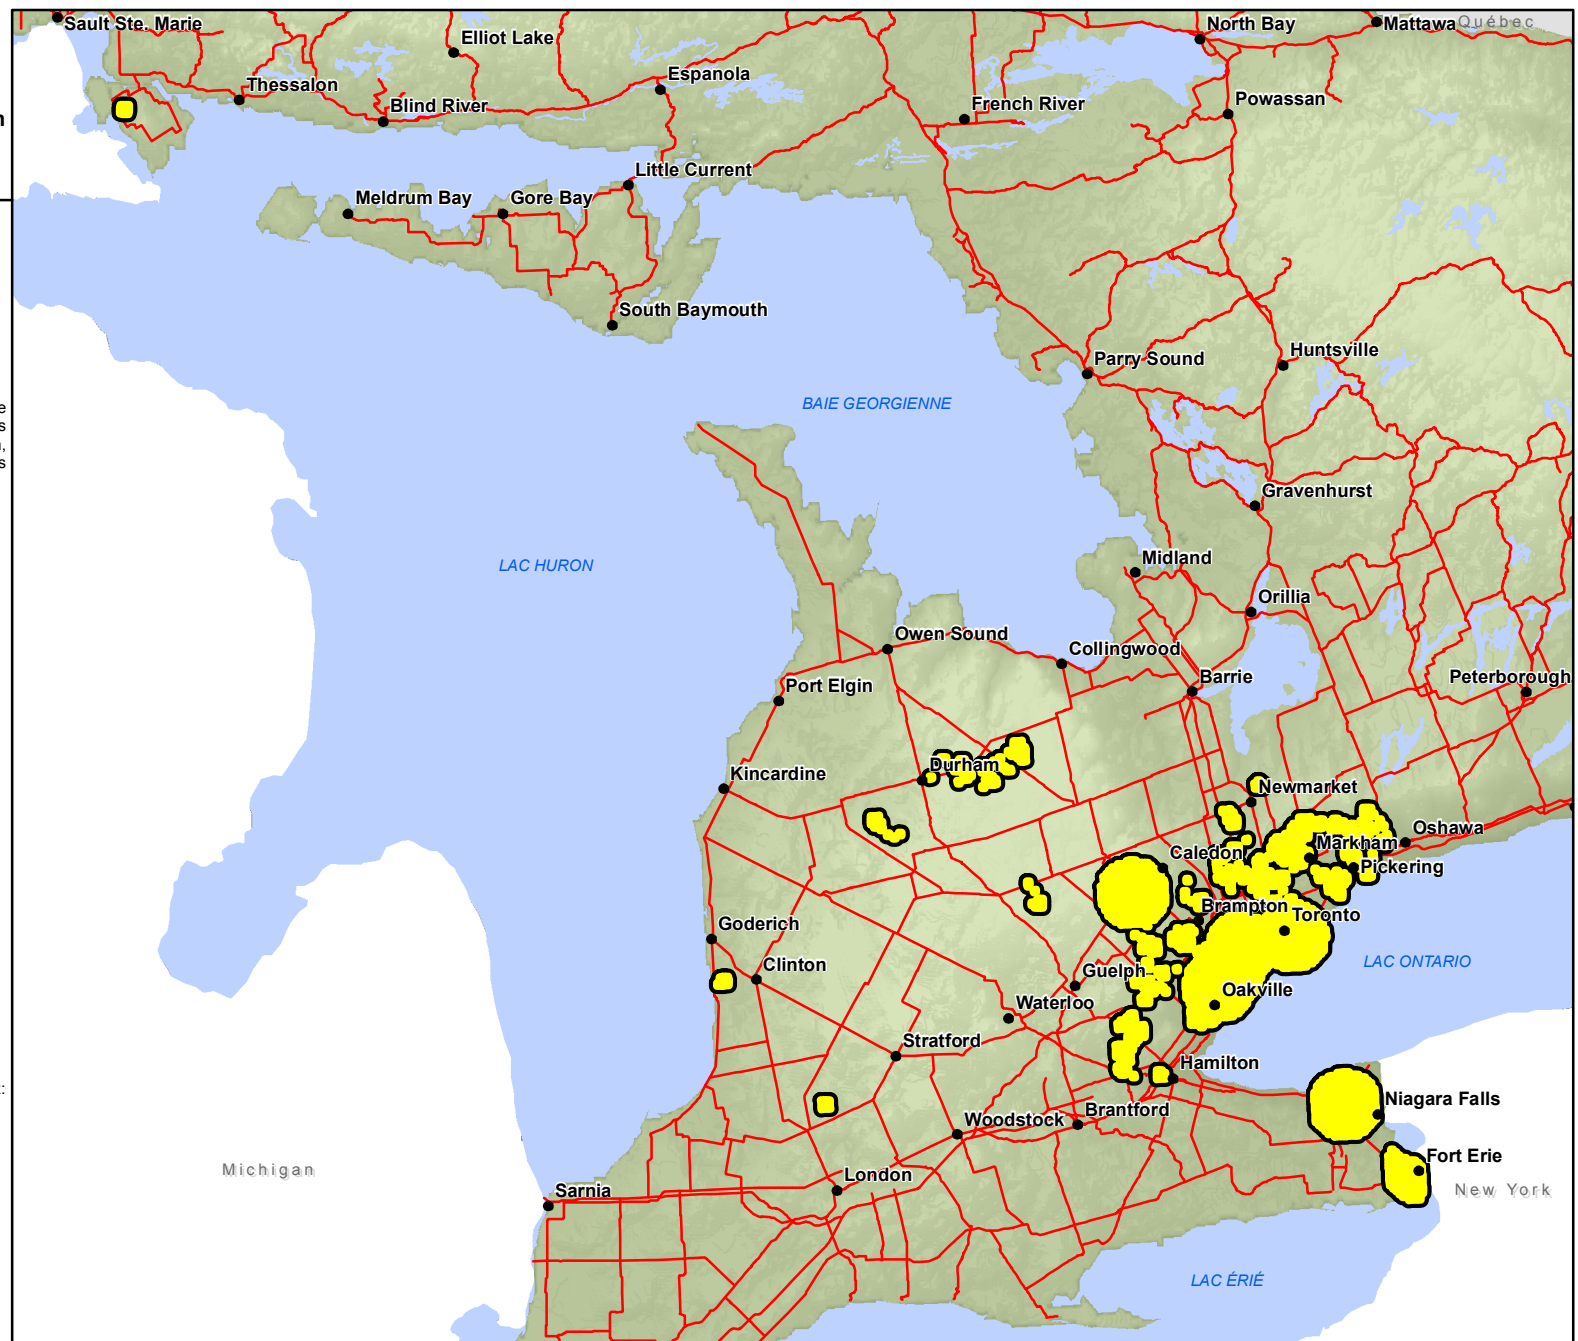 Sault Ste. Marie
Elliot Lake
North Bay
Mattawa
Québec
Espanola
Thessalon
Blind River
French River
Powassan
n
Little Current
Meldrum Bay
Gore Bay
South Baymouth
Parry Sound
Huntsville
BAIE GEORGIENNE
e
s
,
s
Gravenhurst
LAC HURON
Midland
Orillia
Owen Sound
Collingwood
Barrie
Peterborough
Port Elgin
Durham
Kincardine
Newmarket
Oshawa
Markham
Caledon
Pickering
Brampton
Toronto
Goderich
LAC ONTARIO
Clinton
Guelph
Oakville
Waterloo
Stratford
Hamilton
:
Niagara Falls
Brantford
Woodstock
Fort Erie
Michigan
London
New York
Sarnia
LAC ÉRIÉ